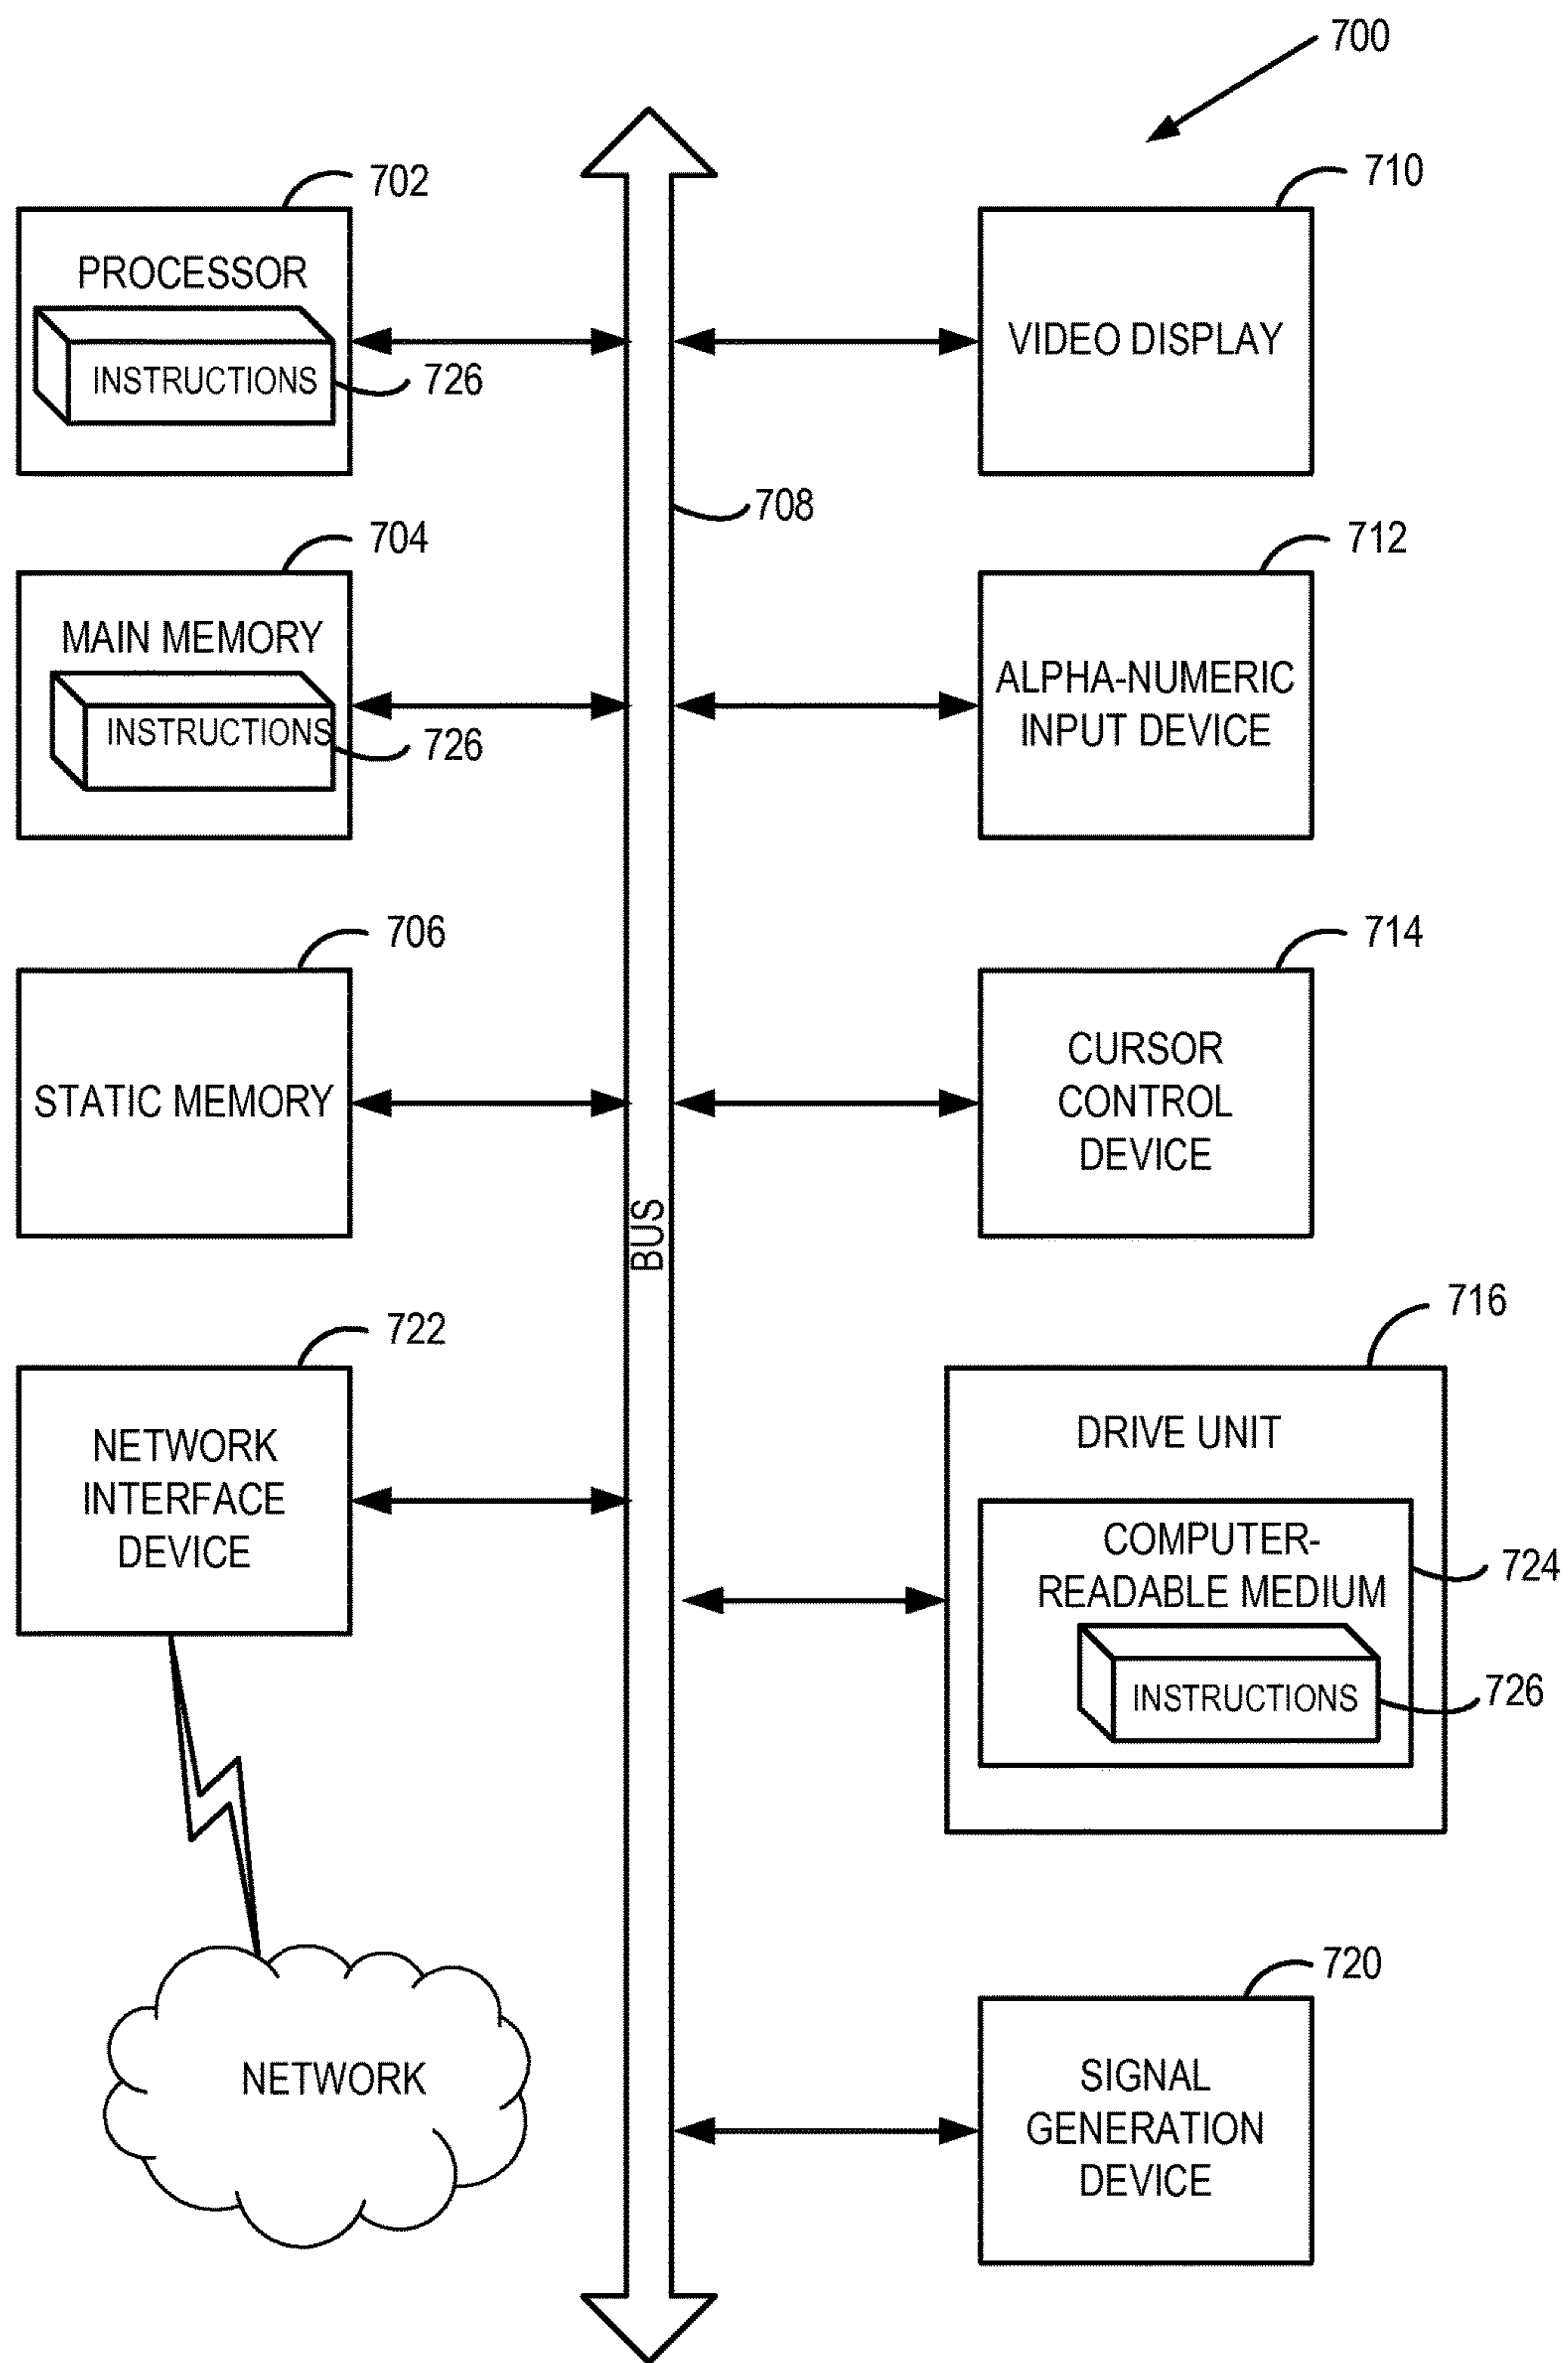 700
702
PROCESSOR
INSTRUCTIONS
726
704
MAIN MEMORY
INSTRUCTIONS
726
706
STATIC MEMORY
722
NETWORK
INTERFACE
DEVICE
NETWORK
708
BUS
710
VIDEO DISPLAY
712
ALPHA-NUMERIC
INPUT DEVICE
714
CURSOR
CONTROL
DEVICE
716
DRIVE UNIT
COMPUTER-
READABLE MEDIUM
724
INSTRUCTIONS
726
720
SIGNAL
GENERATION
DEVICE